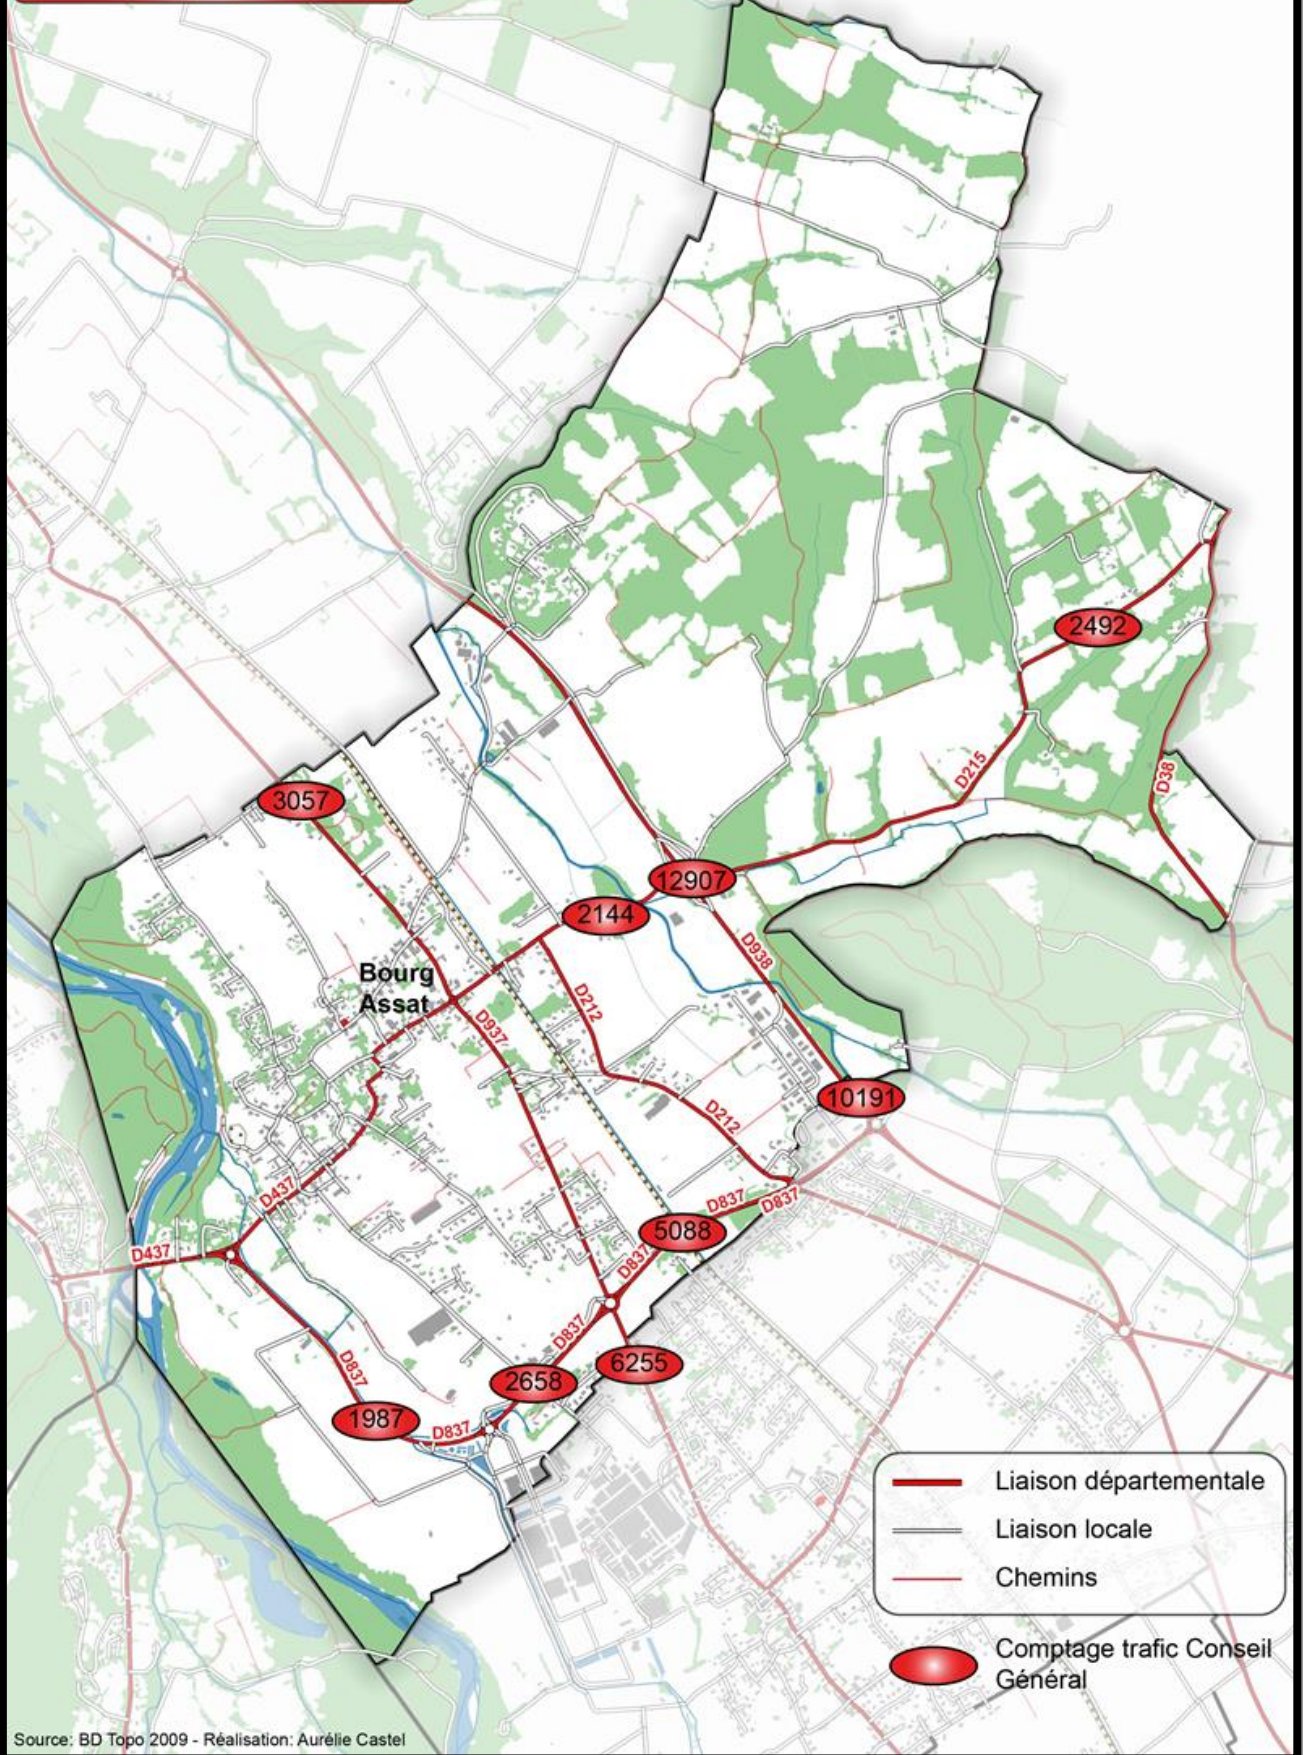 2492
D215
D38
3057
12907
2144
D938
Bourg
Assat
D937
D212
10191
D212
D437
D837
D837
D437
5088
D837
D837
D837
6255
2658
1987
D837
Liaison départementale
Liaison locale
Chemins
Comptage trafic Conseil
Général
Source: BD Topo 2009 - Réalisation: Aurélie Castel